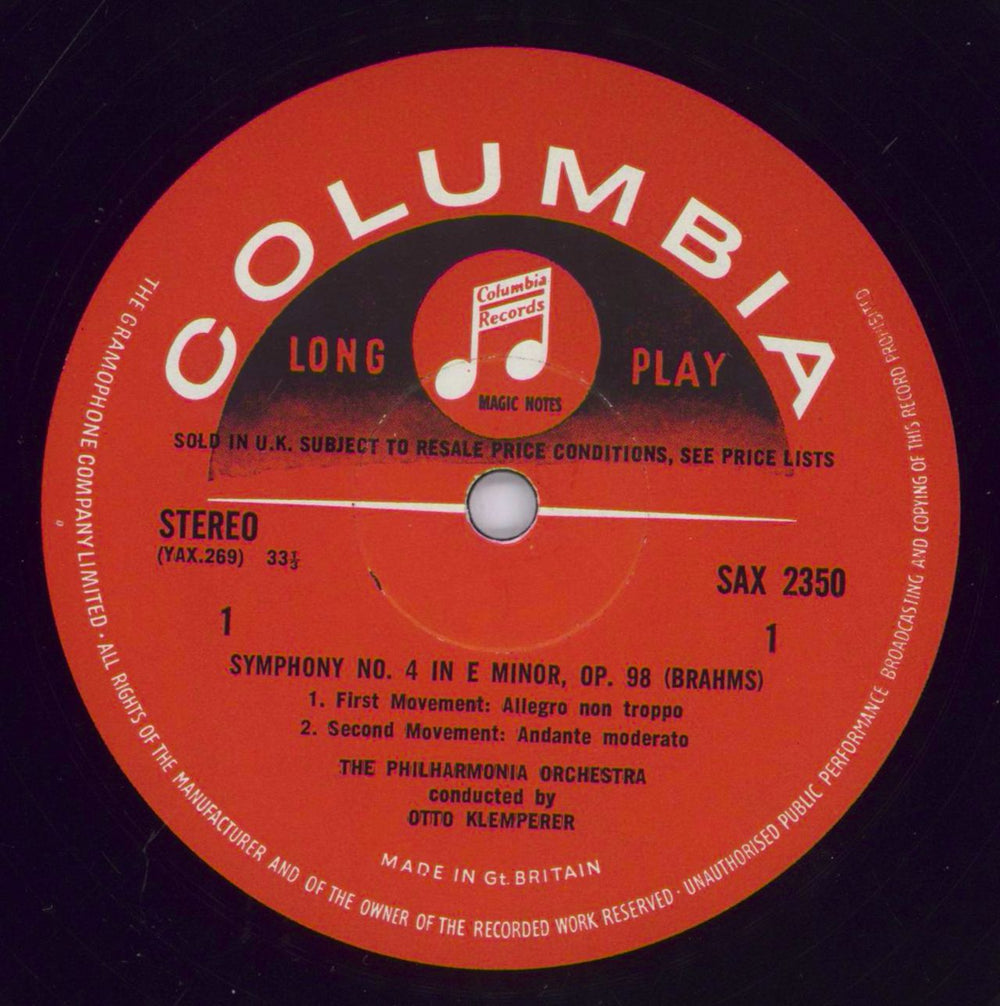 COLUMBIA
Columbia
Records
LONG PLAY
MAGIC NOTES
SOLD IN U.K. SUBJECT TO RESALE PRICE CONDITIONS, SEE PRICE LISTS
STEREO
(YAX.269) 33⅓
SAX 2350
1 1
SYMPHONY NO. 4 IN E MINOR, OP. 98 (BRAHMS)
1. First Movement: Allegro non troppo
2. Second Movement: Andante moderato
THE PHILHARMONIA ORCHESTRA
conducted by
OTTO KLEMPERER
MADE IN Gt. BRITAIN
THE GRAMOPHONE COMPANY LIMITED · ALL RIGHTS OF THE MANUFACTURER AND OF THE OWNER OF THE RECORDED WORK RESERVED · UNAUTHORISED PUBLIC PERFORMANCE BROADCASTING AND COPYING OF THIS RECORD PROHIBITED